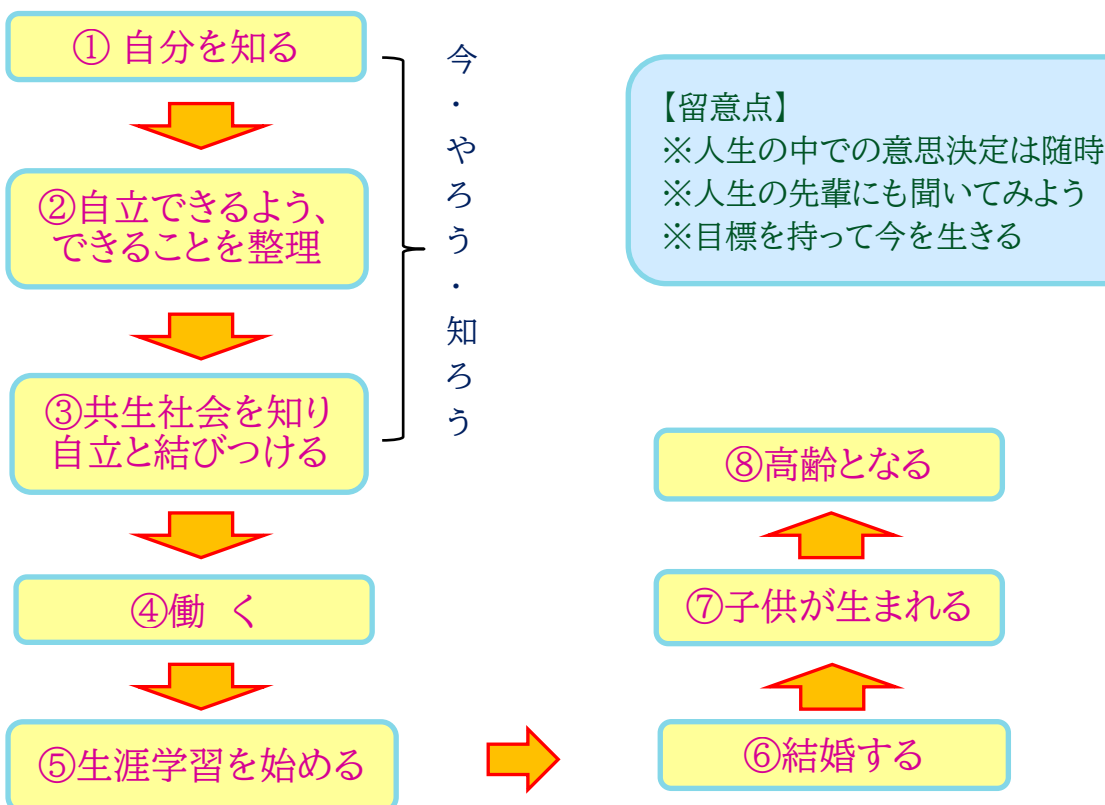 ① 自分を知る
②自立できるよう、
できることを整理
③共生社会を知り
自立と結びつける
④働 く
⑤生涯学習を始める
今・やろう・知ろう
【留意点】
※人生の中での意思決定は随時
※人生の先輩にも聞いてみよう
※目標を持って今を生きる
⑥結婚する
⑦子供が生まれる
⑧高齢となる